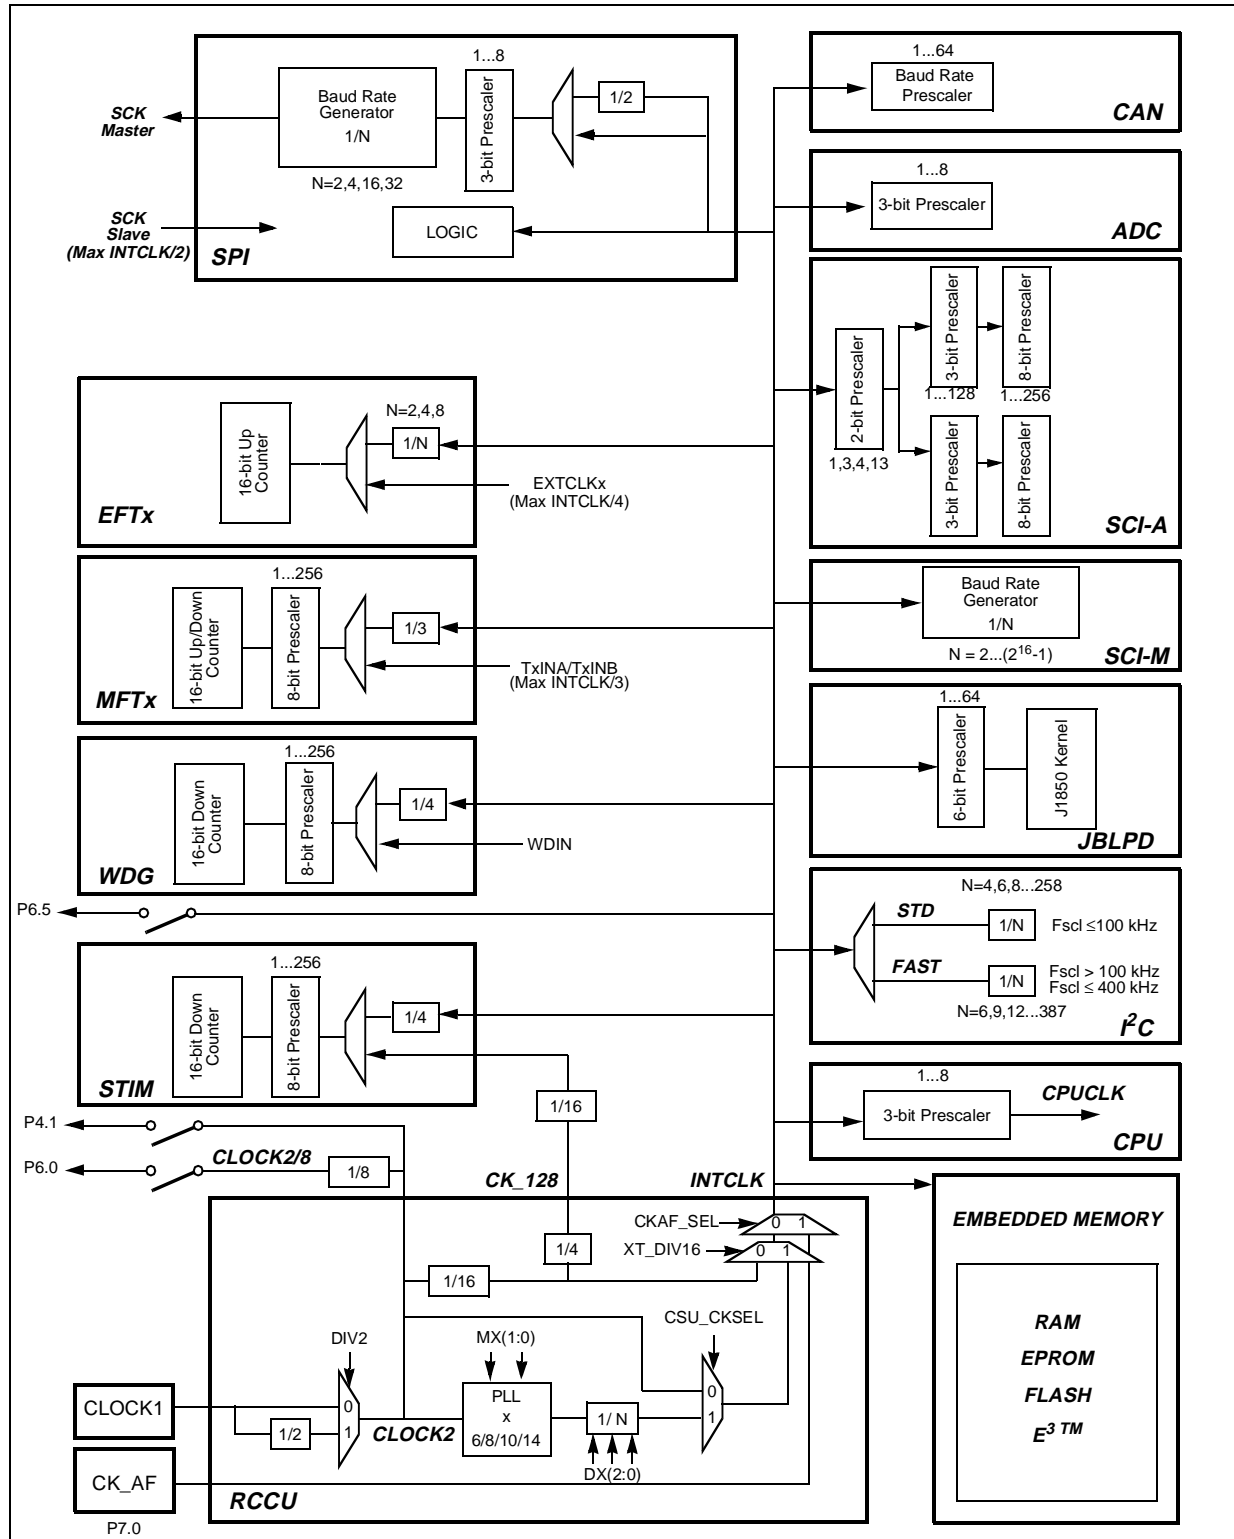 1...8
Baud Rate
Generator
1/N
3-bit Prescaler
1/2
N=2,4,16,32
SCK
Master
SCK
Slave
(Max INTCLK/2)
LOGIC
SPI
1...64
Baud Rate
Prescaler
CAN
1...8
3-bit Prescaler
ADC
2-bit Prescaler
1,3,4,13
3-bit Prescaler
8-bit Prescaler
1...128
1...256
3-bit Prescaler
8-bit Prescaler
SCI-A
16-bit Up
Counter
N=2,4,8
1/N
EXTCLKx
(Max INTCLK/4)
EFTx
Baud Rate
Generator
1/N
N = 2...(2¹⁶-1)
SCI-M
1...256
16-bit Up/Down
Counter
8-bit Prescaler
1/3
TxINA/TxINB
(Max INTCLK/3)
MFTx
1...64
6-bit Prescaler
J1850 Kernel
JBLPD
1...256
16-bit Down
Counter
8-bit Prescaler
1/4
WDIN
WDG
P6.5
N=4,6,8...258
STD
1/N
Fscl ≤100 kHz
FAST
1/N
Fscl > 100 kHz
Fscl ≤ 400 kHz
N=6,9,12...387
I²C
1...256
16-bit Down
Counter
8-bit Prescaler
1/4
STIM
1/16
1...8
3-bit Prescaler
CPUCLK
CPU
P4.1
P6.0
CLOCK2/8
1/8
CK_128
INTCLK
CKAF_SEL
0 1
XT_DIV16
0 1
1/4
1/16
CSU_CKSEL
0
1
DIV2
0
1
MX(1:0)
PLL
x
6/8/10/14
1/ N
DX(2:0)
CLOCK1
1/2
CLOCK2
CK_AF
P7.0
RCCU
EMBEDDED MEMORY
RAM
EPROM
FLASH
E³ ™